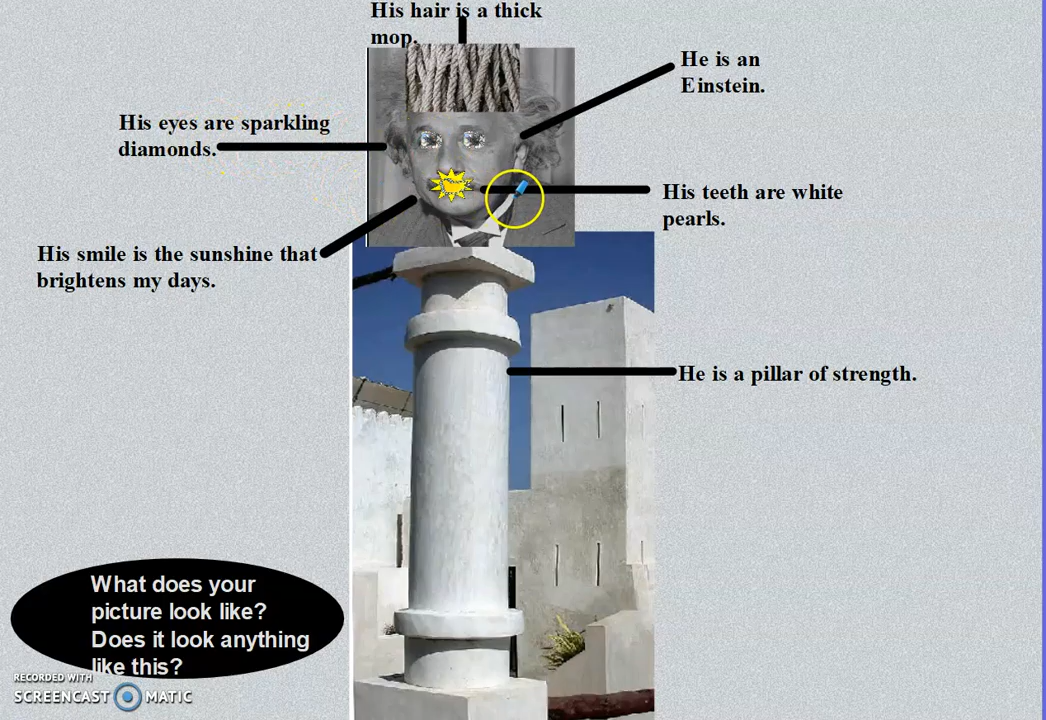 His hair is a thick
mop.
He is an
Einstein.
His eyes are sparkling
diamonds.
His teeth are white
pearls.
His smile is the sunshine that
brightens my days.
He is a pillar of strength.
What does your
picture look like?
Does it look anything
like this?
RECORDED WITH
SCREENCAST MATIC